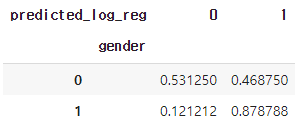 predicted_log_reg 0 1
gender
0 0.531250 0.468750
1 0.121212 0.878788